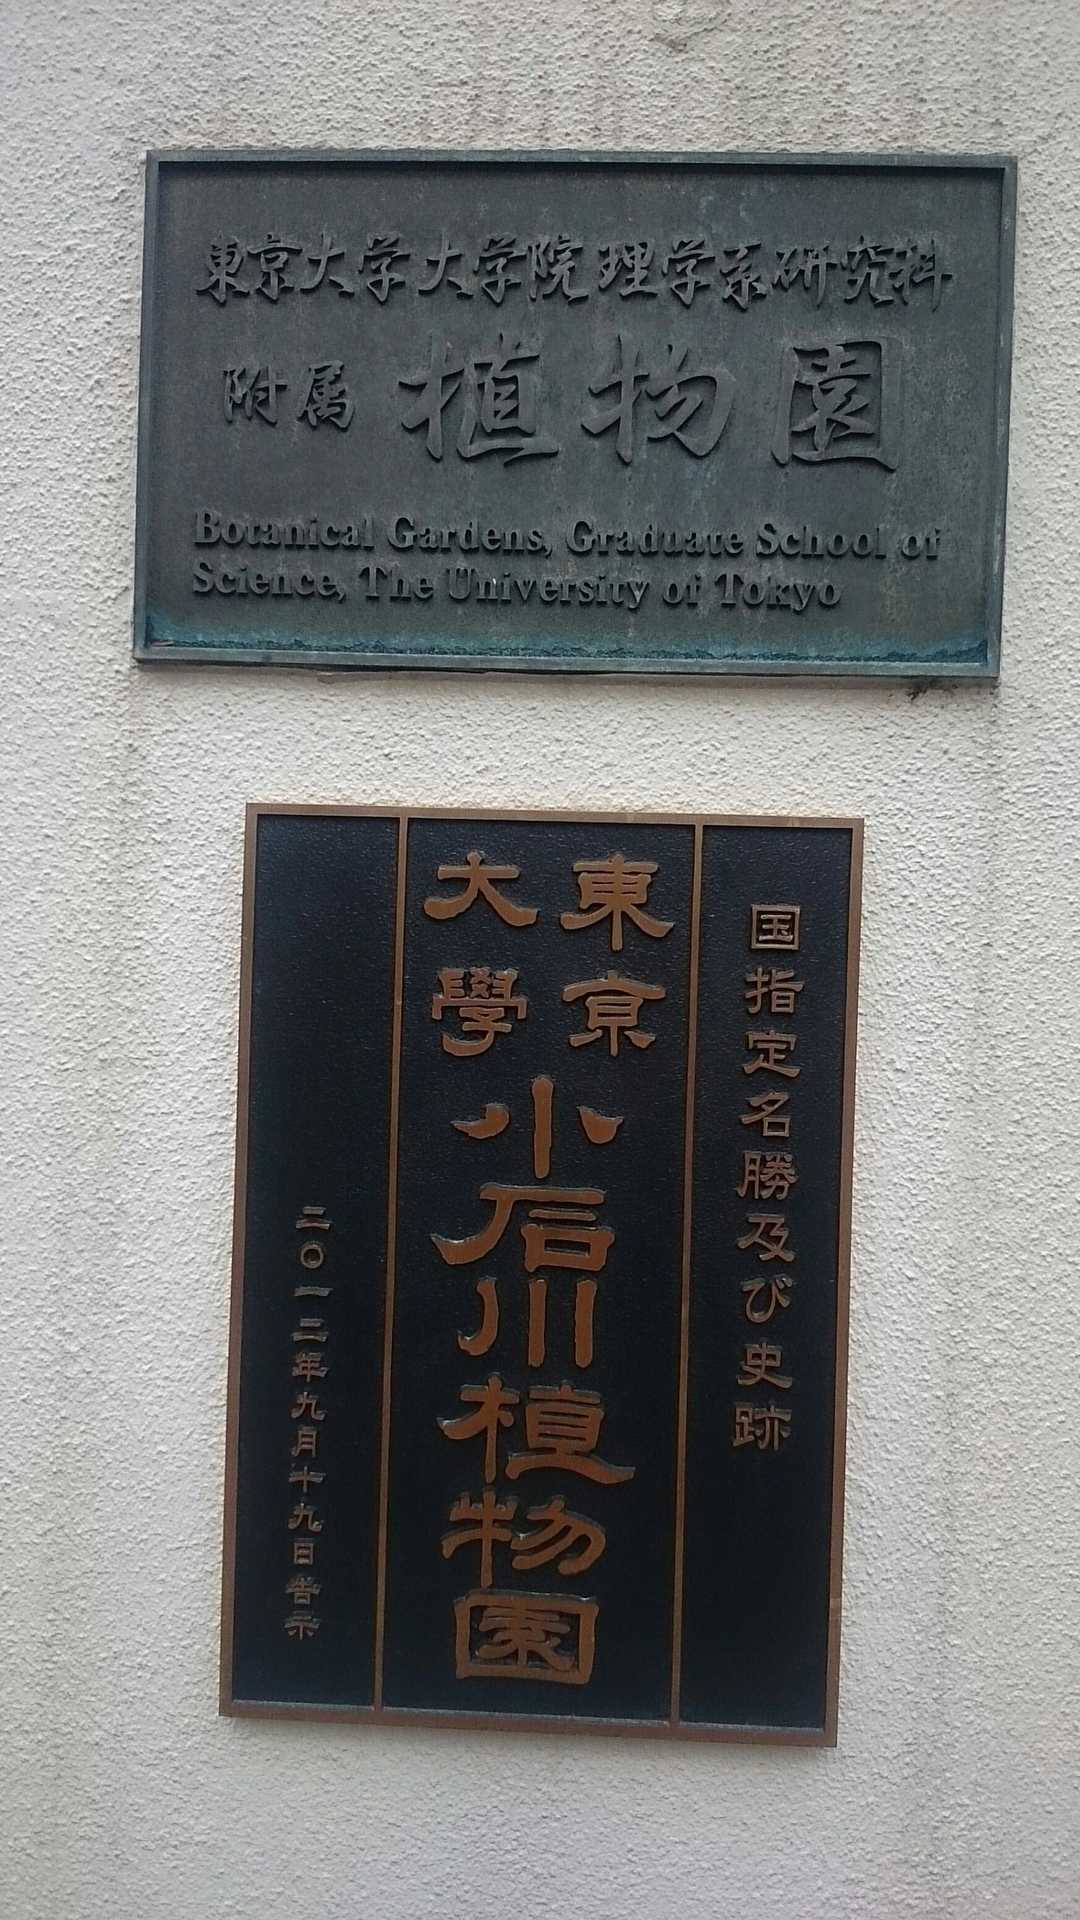 東京大学大学院理学系研究科
附属 植物園
Botanical Gardens, Graduate School of
Science, The University of Tokyo
国指定名勝及び史跡
東京
大學
小石川植物園
二〇一二年九月十九日告示